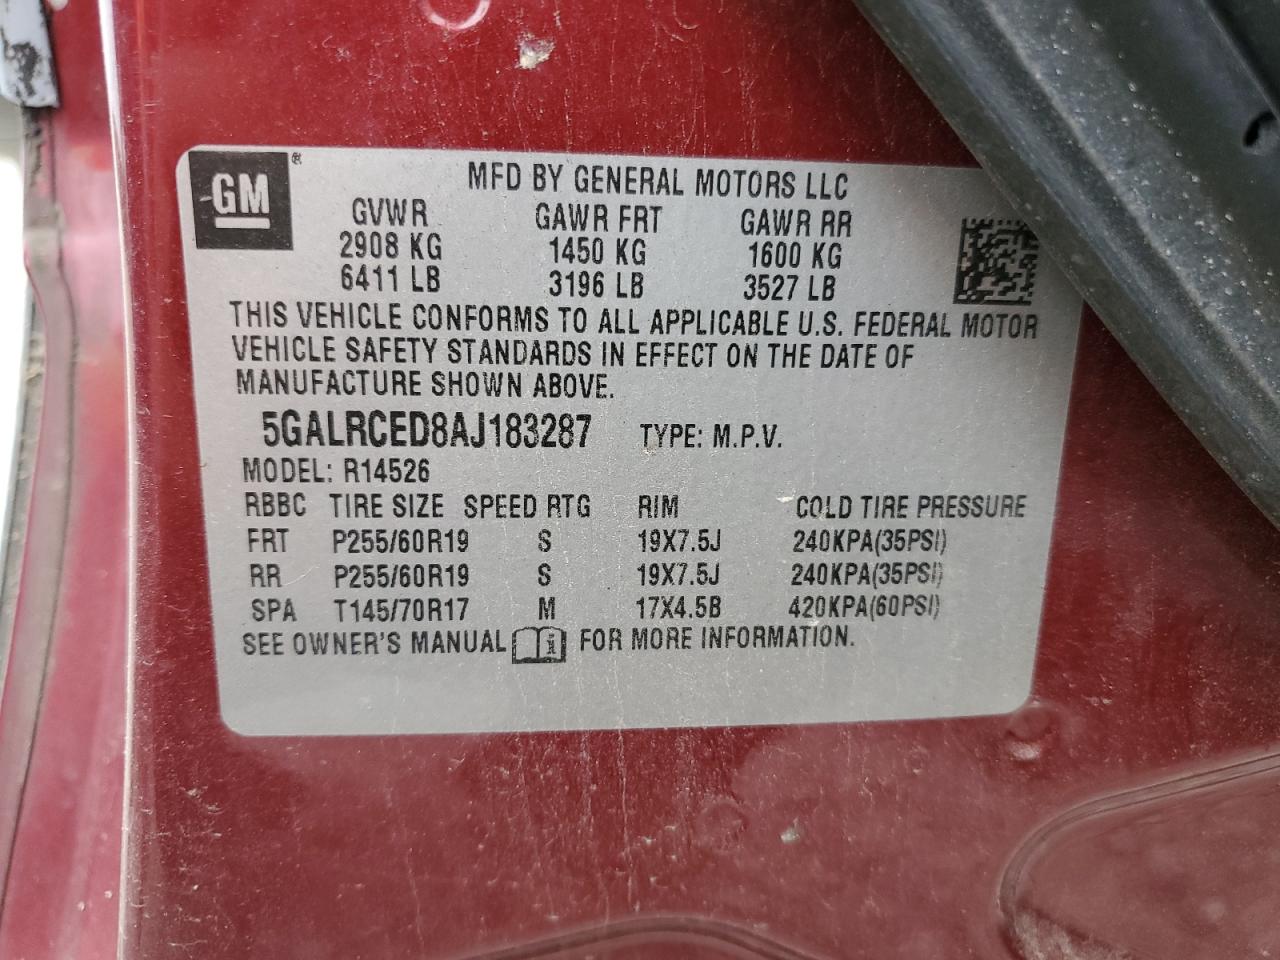 GM®
MFD BY GENERAL MOTORS LLC
GVWR GAWR FRT GAWR RR
2908 KG 1450 KG 1600 KG
6411 LB 3196 LB 3527 LB
THIS VEHICLE CONFORMS TO ALL APPLICABLE U.S. FEDERAL MOTOR
VEHICLE SAFETY STANDARDS IN EFFECT ON THE DATE OF
MANUFACTURE SHOWN ABOVE.
5GALRCED8AJ183287 TYPE: M.P.V.
MODEL: R14526
RBBC TIRE SIZE SPEED RTG RIM COLD TIRE PRESSURE
FRT P255/60R19 S 19X7.5J 240KPA(35PSI)
RR P255/60R19 S 19X7.5J 240KPA(35PSI)
SPA T145/70R17 M 17X4.5B 420KPA(60PSI)
SEE OWNER'S MANUAL i FOR MORE INFORMATION.